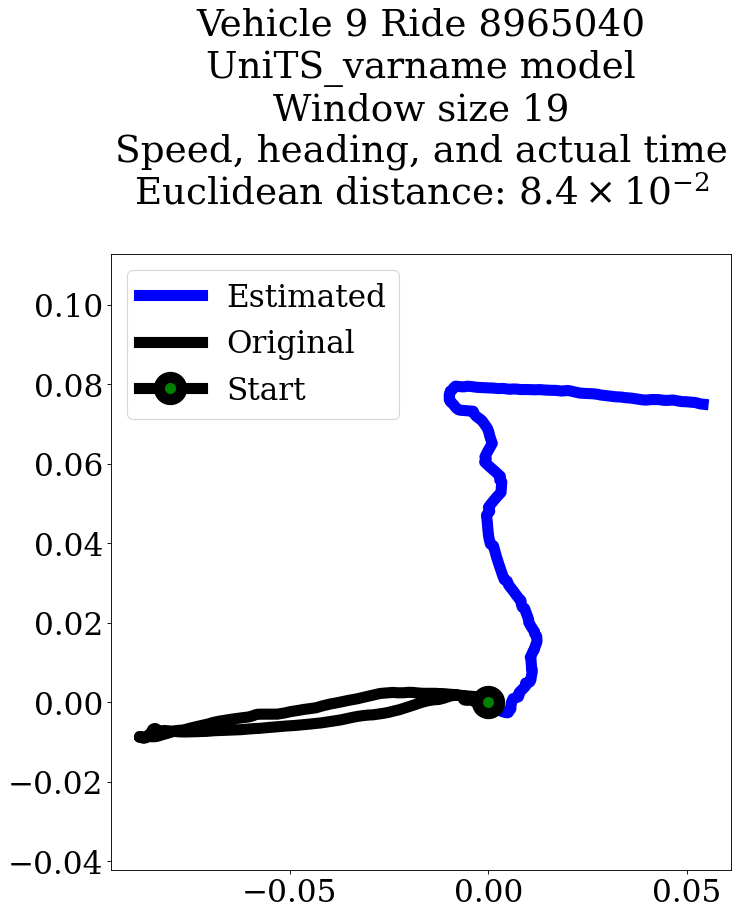 Vehicle 9 Ride 8965040
UniTS_varname model
Window size 19
Speed, heading, and actual time
Euclidean distance: 8.4 × 10⁻²
Estimated
Original
Start
0.10
0.08
0.06
0.04
0.02
0.00
−0.02
−0.04
−0.05 0.00 0.05